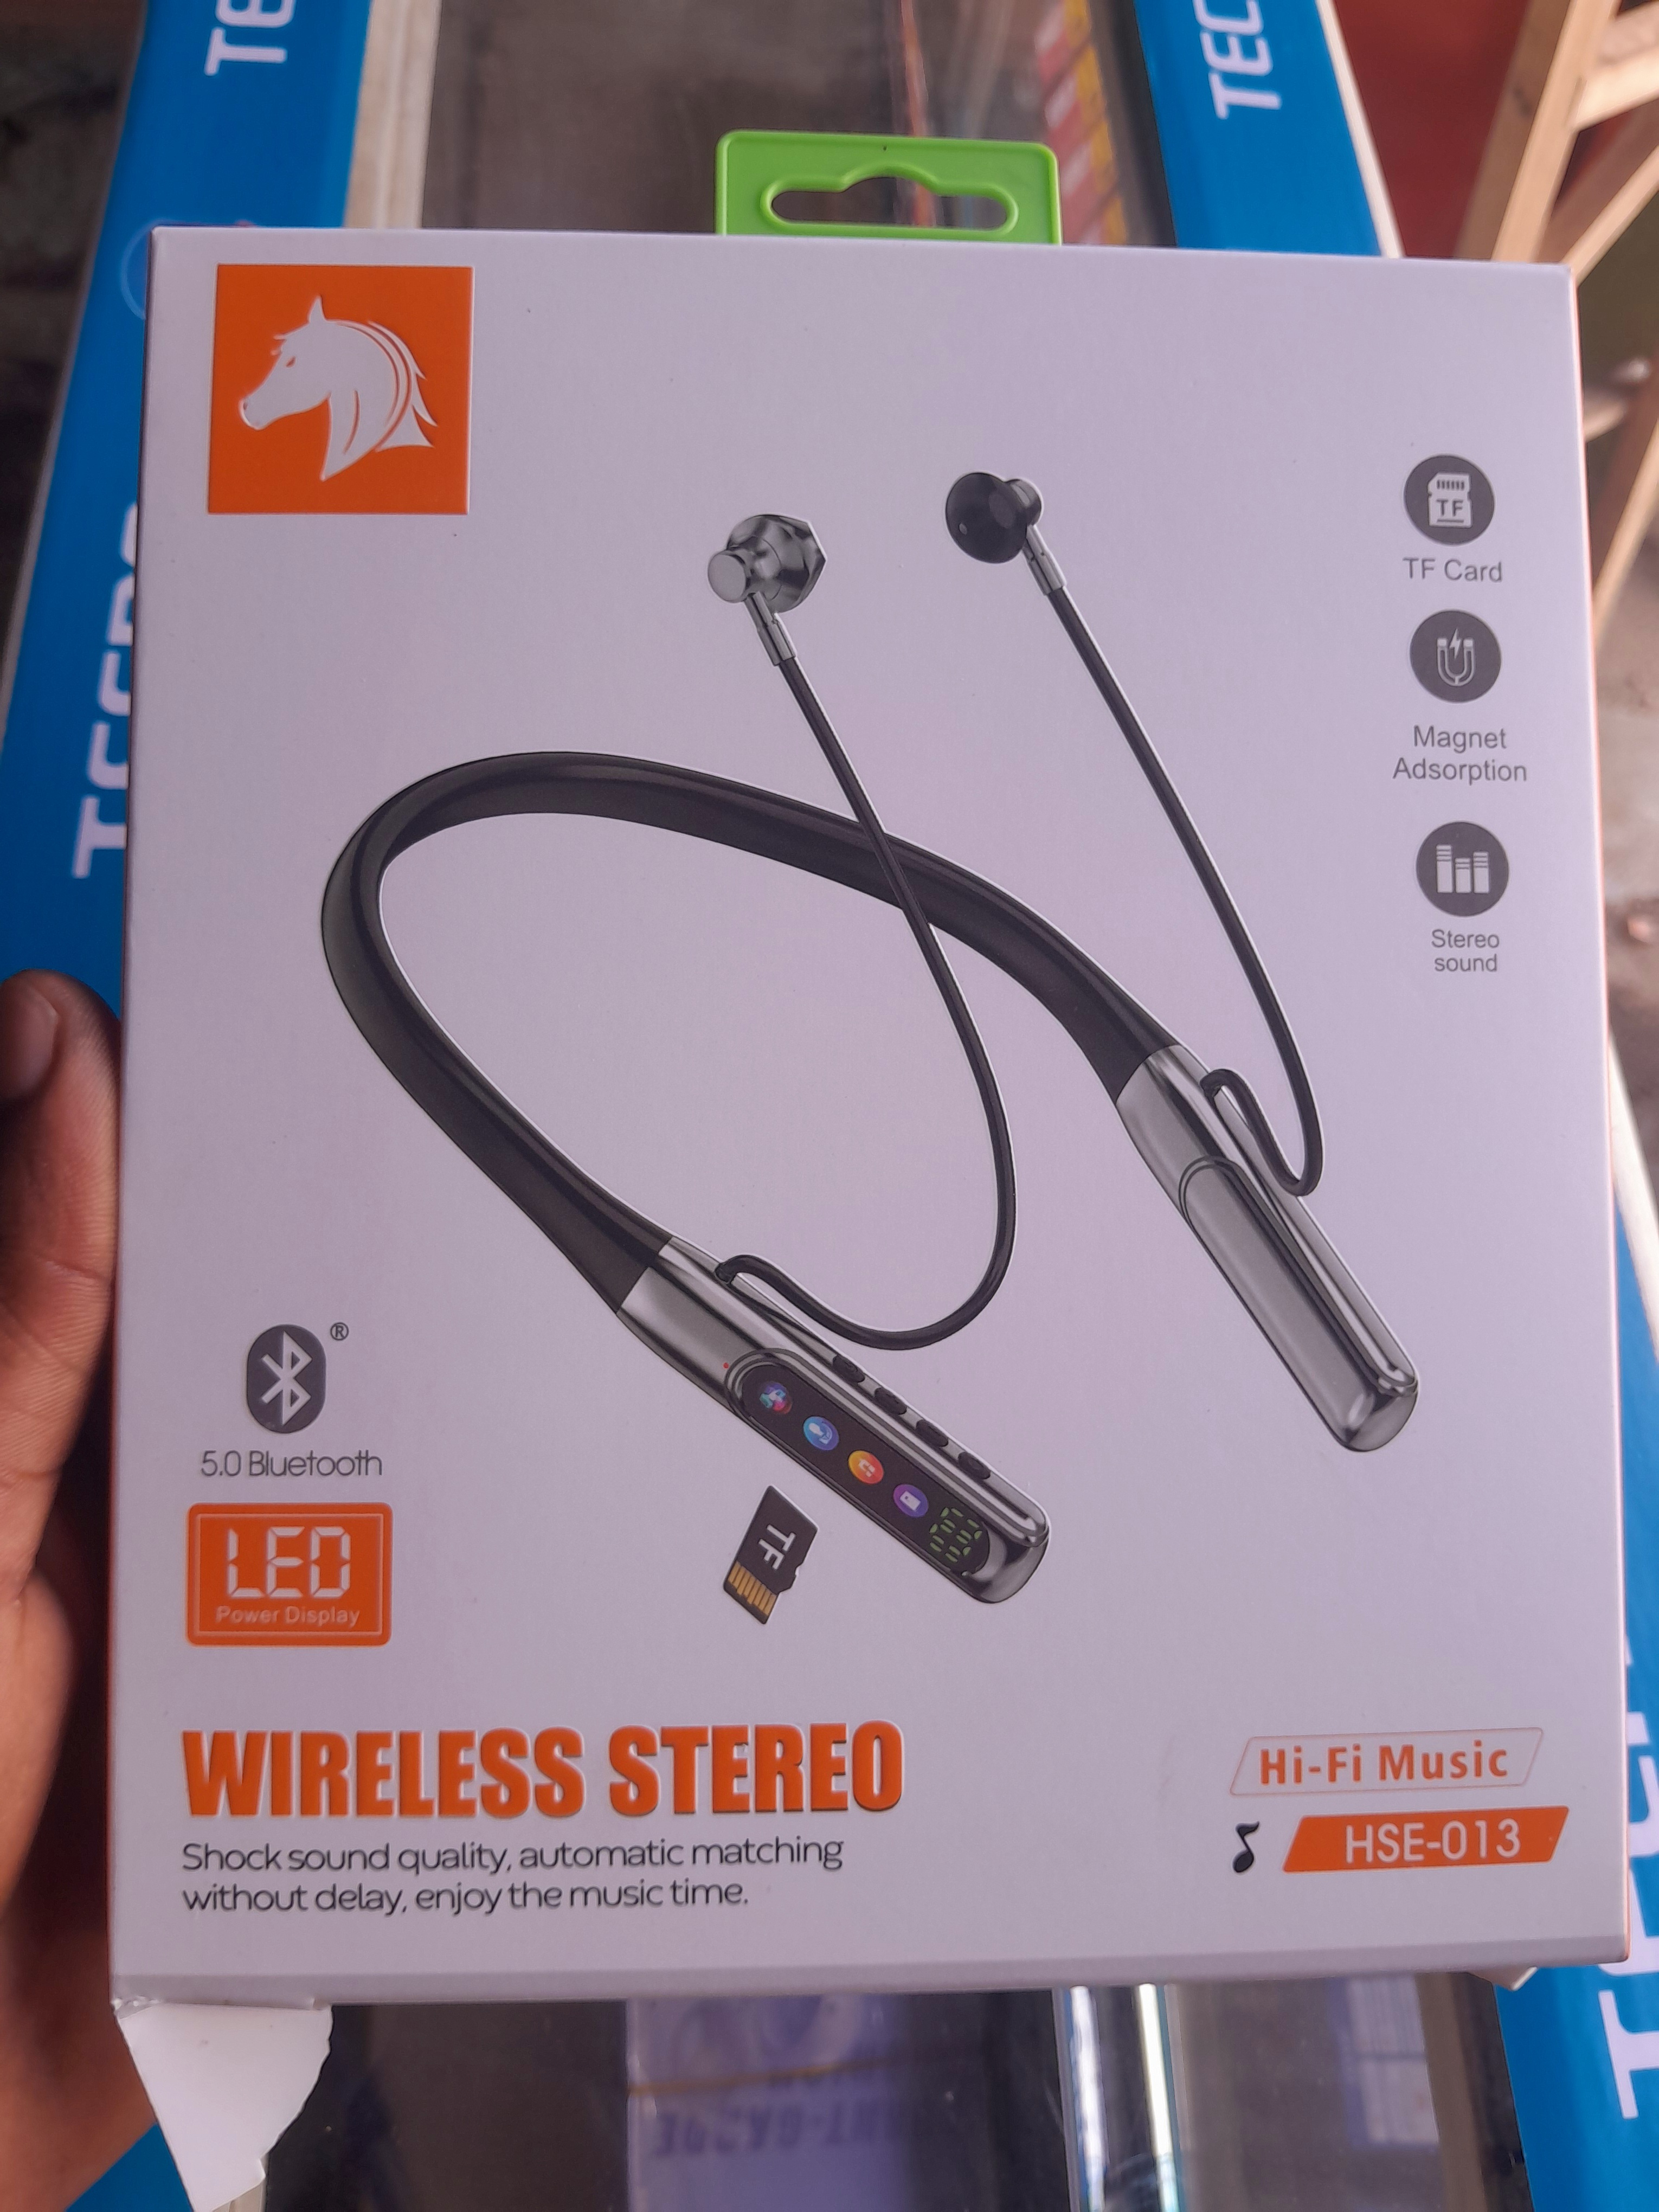 TF
TF Card
Magnet
Adsorption
Stereo
sound
®
5.0 Bluetooth
LED
Power Display
TF
WIRELESS STEREO
Shock sound quality, automatic matching
without delay, enjoy the music time.
Hi-Fi Music
HSE-013